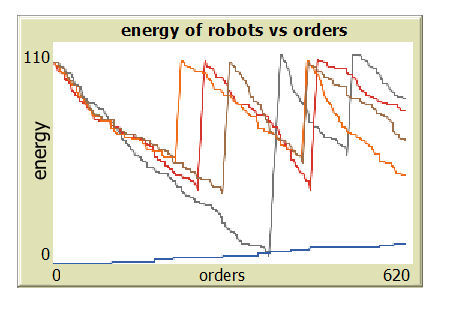 energy of robots vs orders
110
energy
0
0 orders 620